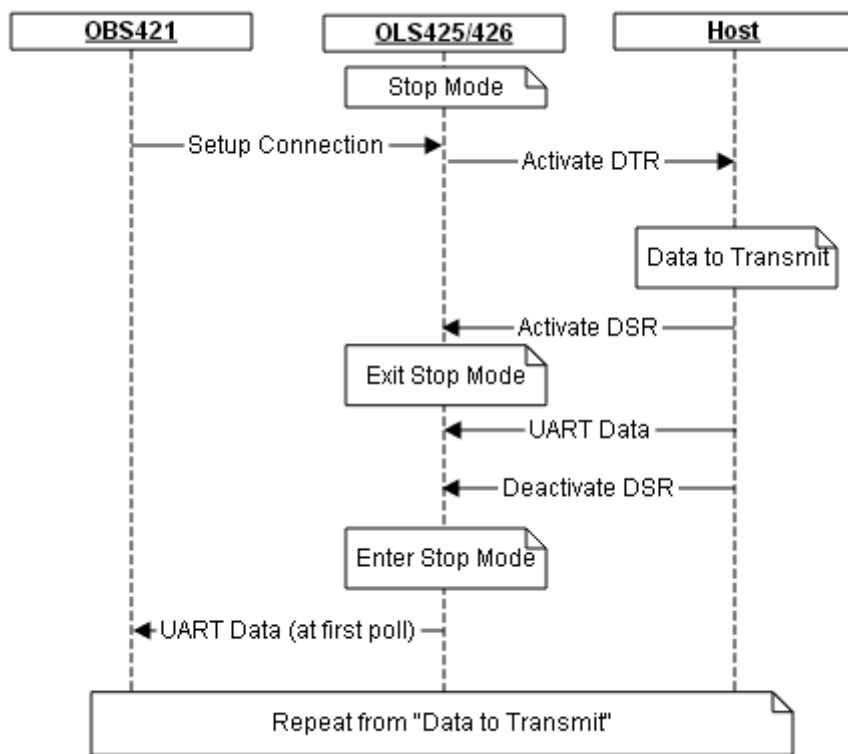 OBS421
OLS425/426
Host
Stop Mode
Setup Connection
Activate DTR
Data to Transmit
Activate DSR
Exit Stop Mode
UART Data
Deactivate DSR
Enter Stop Mode
UART Data (at first poll)
Repeat from "Data to Transmit"